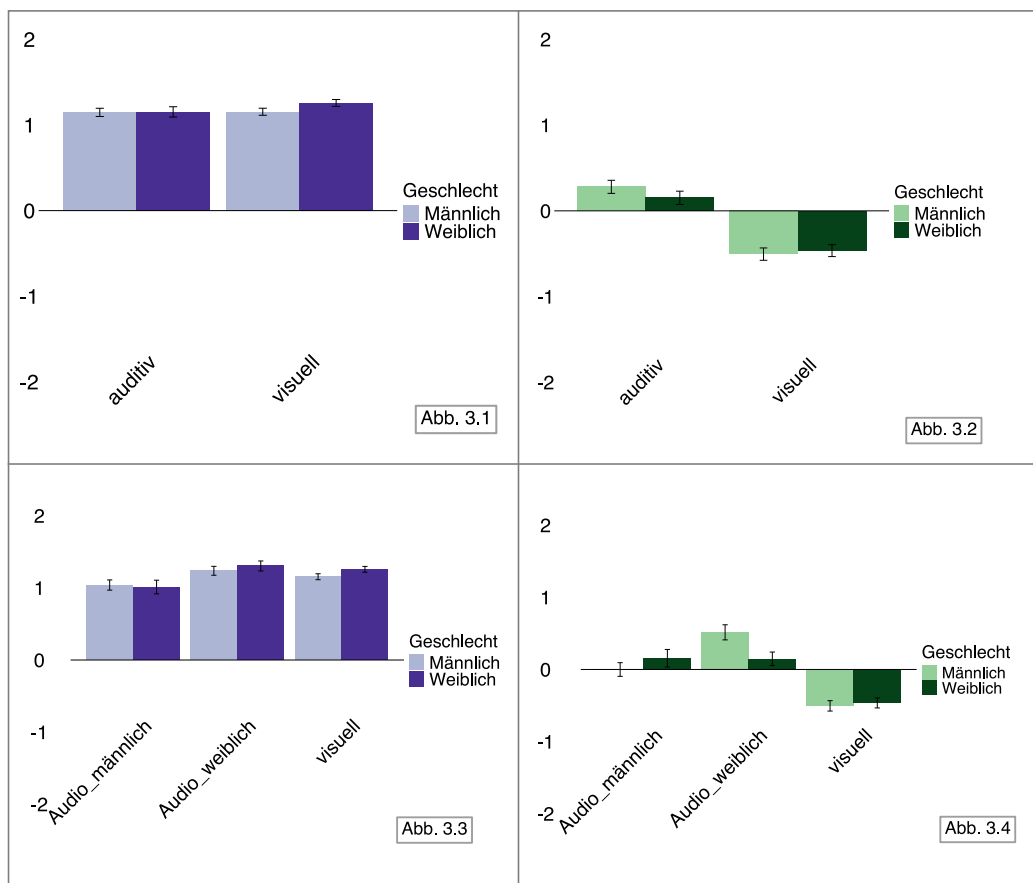 2
1
0
-1
-2
auditiv
visuell
Geschlecht
Männlich
Weiblich
Abb. 3.1
2
1
0
-1
-2
auditiv
visuell
Geschlecht
Männlich
Weiblich
Abb. 3.2
2
1
0
-1
-2
Audio_männlich
Audio_weiblich
visuell
Geschlecht
Männlich
Weiblich
Abb. 3.3
2
1
0
-1
-2
Audio_männlich
Audio_weiblich
visuell
Geschlecht
Männlich
Weiblich
Abb. 3.4